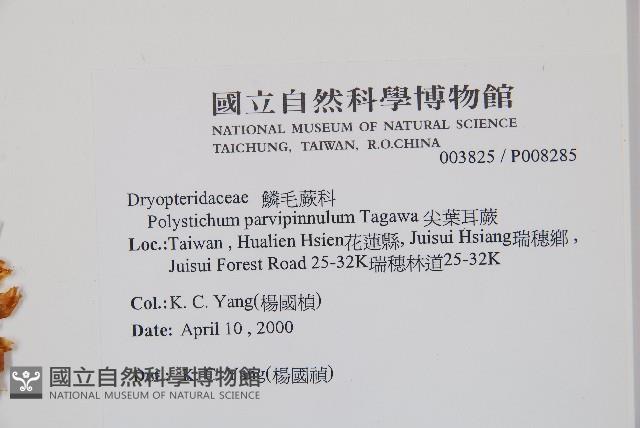 國立自然科學博物館
NATIONAL MUSEUM OF NATURAL SCIENCE
TAICHUNG, TAIWAN, R.O.CHINA
003825 / P008285
Dryopteridaceae 鱗毛蕨科
Polystichum parvipinnulum Tagawa 尖葉耳蕨
Loc.:Taiwan , Hualien Hsien花蓮縣, Juisui Hsiang瑞穗鄉 ,
Juisui Forest Road 25-32K瑞穗林道25-32K
Col.: K. C. Yang(楊國楨)
Date: April 10 , 2000
Det.: K. C. Yang(楊國禎)
國立自然科學博物館
NATIONAL MUSEUM OF NATURAL SCIENCE